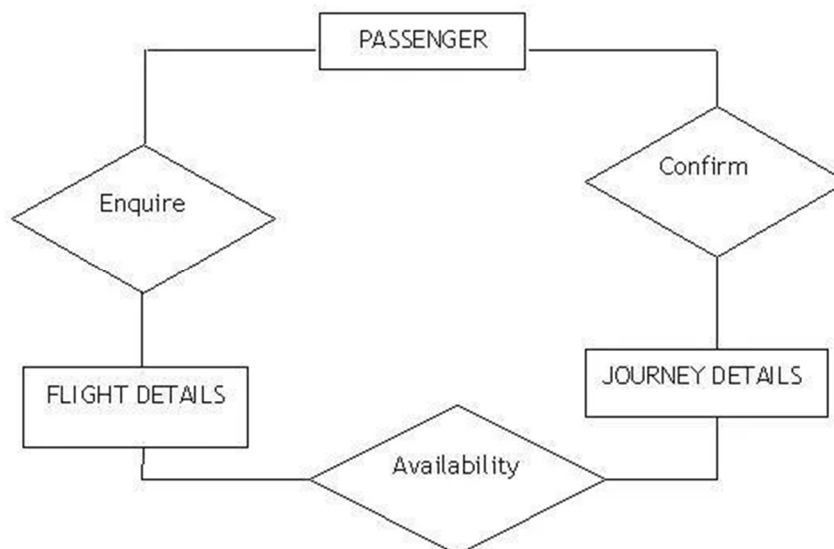 PASSENGER
Confirm
Enquire
JOURNEY DETAILS
FLIGHT DETAILS
Availability